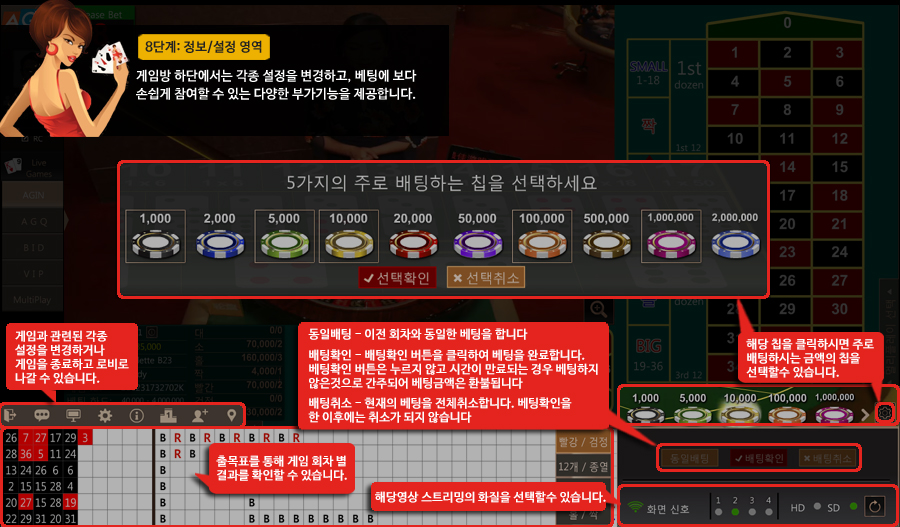 AG
ase Bet
8단계: 정보/설정 영역
게임방 하단에서는 각종 설정을 변경하고, 베팅에 보다
손쉽게 참여할 수 있는 다양한 부가기능을 제공합니다.
Live
Games
AGIN
AGQ
BID
VIP
MultiPlay
0
SMALL
1-18
1st
dozen
1 2 3
4 5 6
짝
7 8 9
1st 12
10 11 12
15
18
21
24
27
30
BIG
19-36
3rd 12
5가지의 주로 배팅하는 칩을 선택하세요
1,000 2,000 5,000 10,000 20,000 50,000 100,000 500,000 1,000,000 2,000,000
✔선택확인 ✖선택취소
게임과 관련된 각종
설정을 변경하거나
게임을 종료하고 로비로
나갈 수 있습니다.
동일배팅 – 이전 회차와 동일한 베팅을 합니다
배팅확인 – 배팅확인 버튼을 클릭하여 베팅을 완료합니다.
베팅확인 버튼은 누르지 않고 시간이 만료되는 경우 베팅하지
않은것으로 간주되어 베팅금액은 환불됩니다
배팅취소 – 현재의 베팅을 전체취소합니다. 베팅확인을
한 이후에는 취소가 되지 않습니다
해당 칩을 클릭하시면 주로
배팅하시는 금액의 칩을
선택할수 있습니다.
1,000 5,000 10,000 100,000 1,000,000
동일배팅 ✔배팅확인 ✖배팅취소
26 7 27 17 29 3
28 36 5 11 35
13 24 26 6 8
2 15 15 28 4
20 27 15 28 19
22 29 31 20 31
B R B R B R B R B R
B R B
B
B
B B
B B B B B B B B B
빨강 / 검정
12개 / 종열
출목표를 통해 게임 회차 별
결과를 확인할 수 있습니다.
해당영상 스트리밍의 화질을 선택할수 있습니다.
화면 신호
1 2 3 4
HD SD